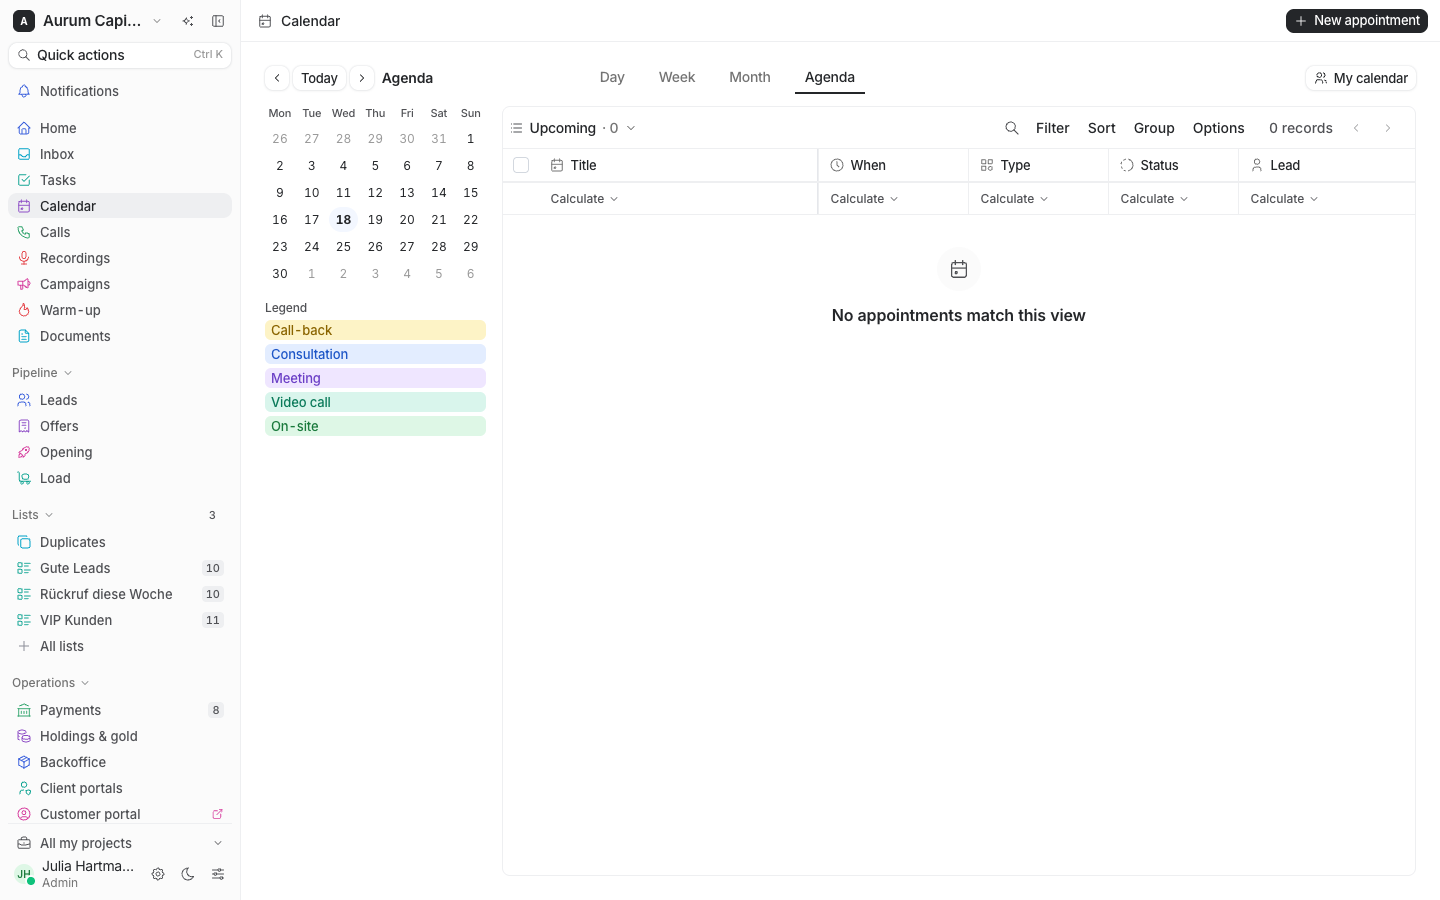 A Aurum Capi...
Quick actions Ctrl K
Notifications
Home
Inbox
Tasks
Calendar
Calls
Recordings
Campaigns
Warm-up
Documents
Pipeline
Leads
Offers
Opening
Load
Lists 3
Duplicates
Gute Leads 10
Rückruf diese Woche 10
VIP Kunden 11
All lists
Operations
Payments 8
Holdings & gold
Backoffice
Client portals
Customer portal
All my projects
JH Julia Hartma...
Admin
Calendar
New appointment
Today Agenda
Day Week Month Agenda
My calendar
Mon Tue Wed Thu Fri Sat Sun
26 27 28 29 30 31 1
2 3 4 5 6 7 8
9 10 11 12 13 14 15
16 17 18 19 20 21 22
23 24 25 26 27 28 29
30 1 2 3 4 5 6
Legend
Call-back
Consultation
Meeting
Video call
On-site
Upcoming · 0
Filter Sort Group Options 0 records
Title When Type Status Lead
Calculate Calculate Calculate Calculate Calculate
No appointments match this view